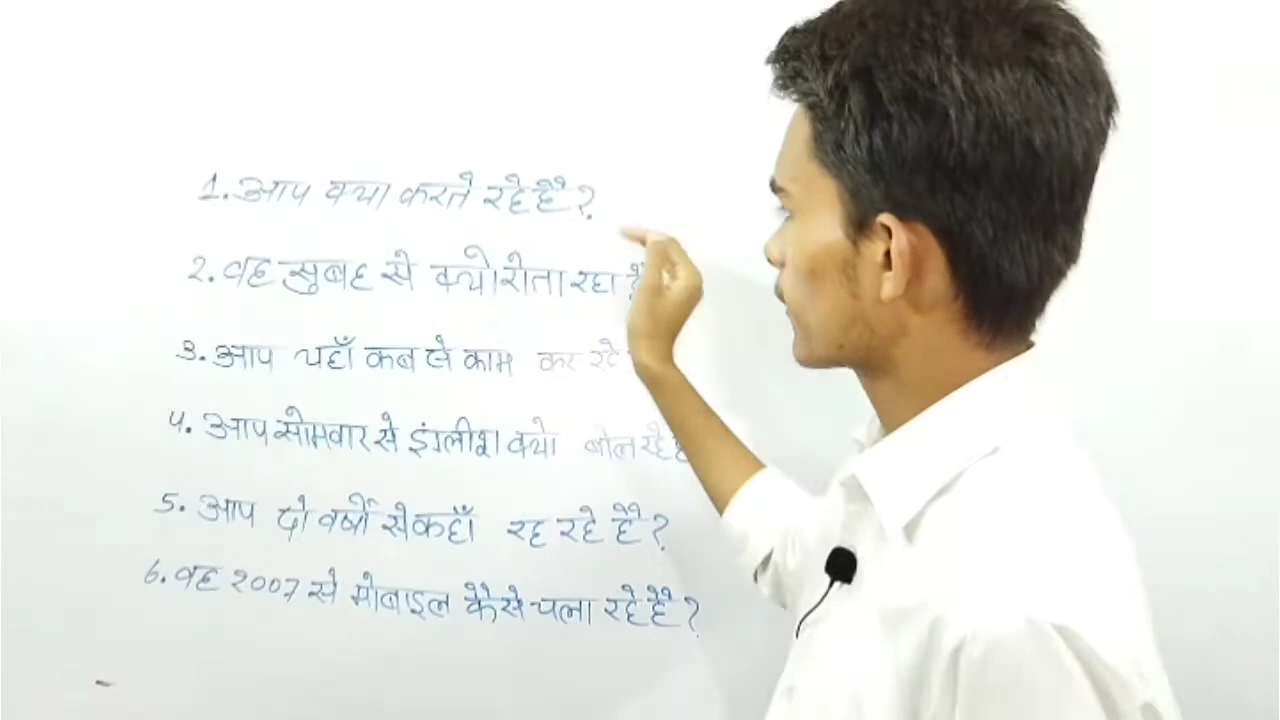 1. आप क्या करते रहे हैं?
2. वह सुबह से क्यो रोता रहा
3. आप यहाँ कब से काम कर रहे
4. आप सोमवार से इंग्लीश क्यो बोल रहे
5. आप दो वर्षों से कहाँ रह रहे हैं?
6. वह 2007 से मोबाइल कैसे चला रहे हैं?